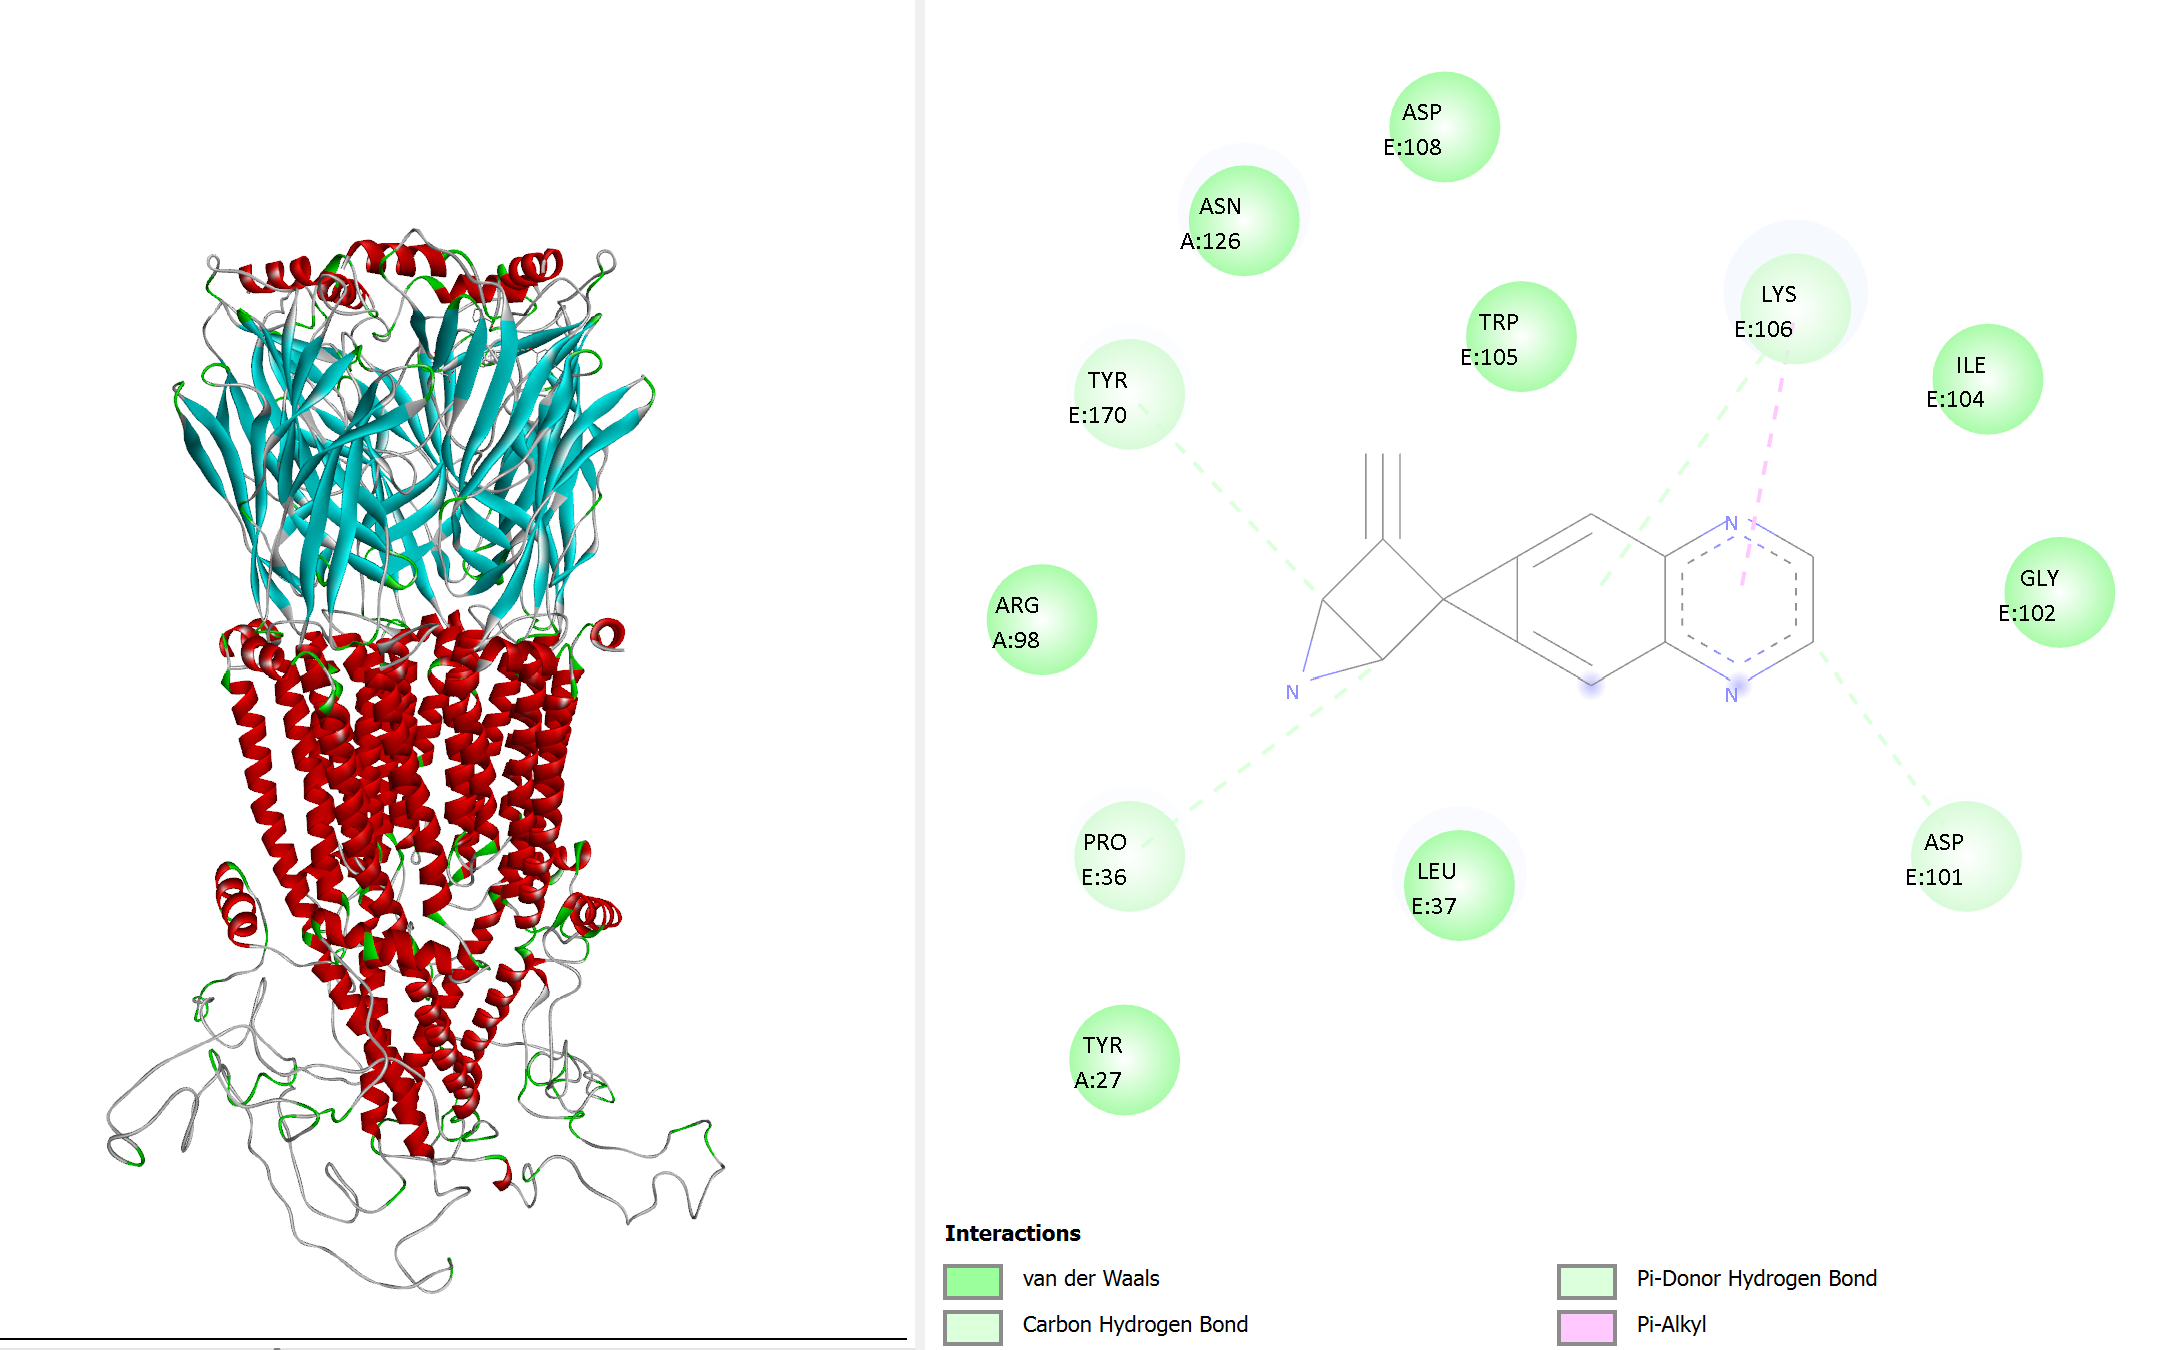 ASP
E:108
ASN
A:126
LYS
E:106
TRP
E:105
ILE
E:104
TYR
E:170
N
GLY
E:102
ARG
A:98
N
N
PRO
E:36
LEU
E:37
ASP
E:101
TYR
A:27
Interactions
van der Waals
Carbon Hydrogen Bond
Pi-Donor Hydrogen Bond
Pi-Alkyl